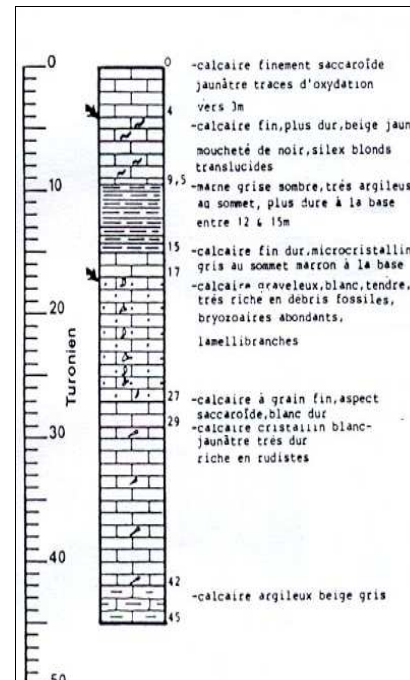 0
0
-calcaire finement saccaroïde
jaunâtre traces d'oxydation
vers 3m
4
-calcaire fin,plus dur,beige jaun
moucheté de noir,silex blonds
translucides
10
9,5
-marne grise sombre,trés argileus
au sommet, plus dure à la base
entre 12 & 15m
15
-calcaire fin dur,microcristallin
gris au sommet marron à la base
17
-calcaire graveleux,blanc,tendre,
trés riche en débris fossiles,
bryozoaires abondants,
lamellibranches
20
Turonien
27
-calcaire à grain fin,aspect
saccaroïde,blanc dur
29
-calcaire cristallin blanc-
jaunâtre trés dur
riche en rudistes
30
40
42
-calcaire argileux beige gris
45
50